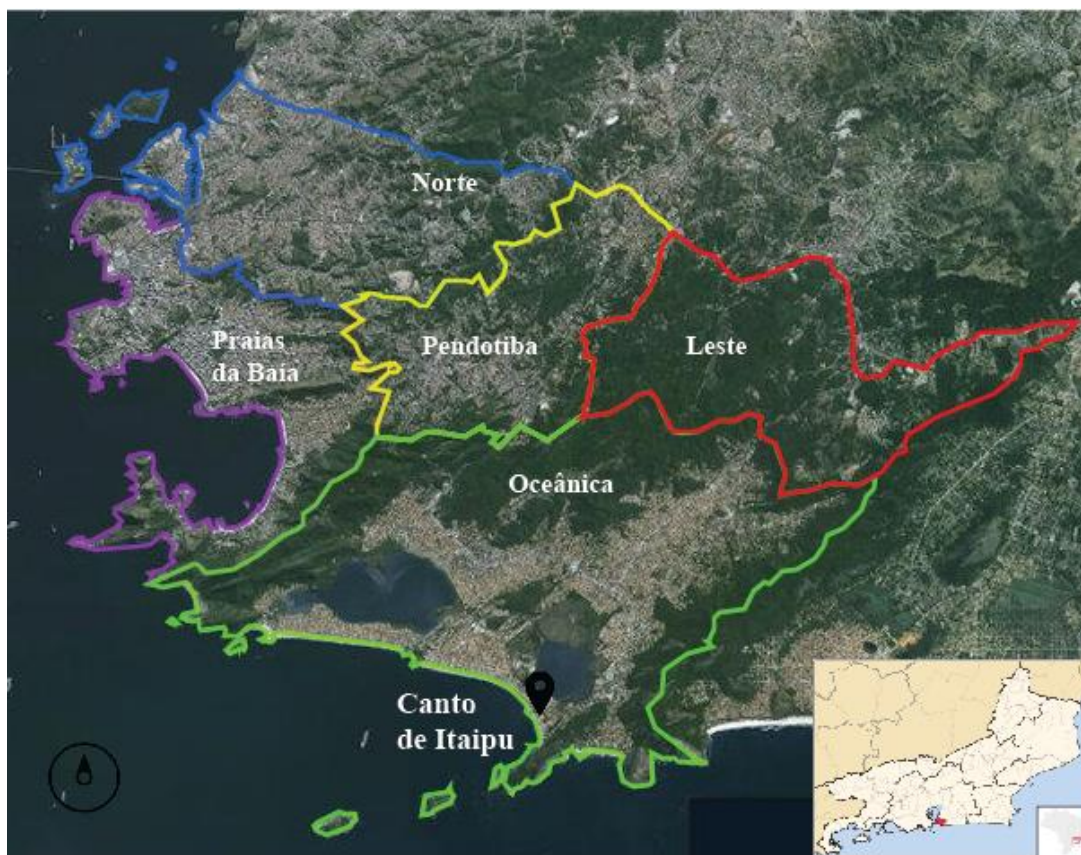 Norte
Praias
da Baía
Pendotiba
Leste
Oceânica
Canto
de Itaipu